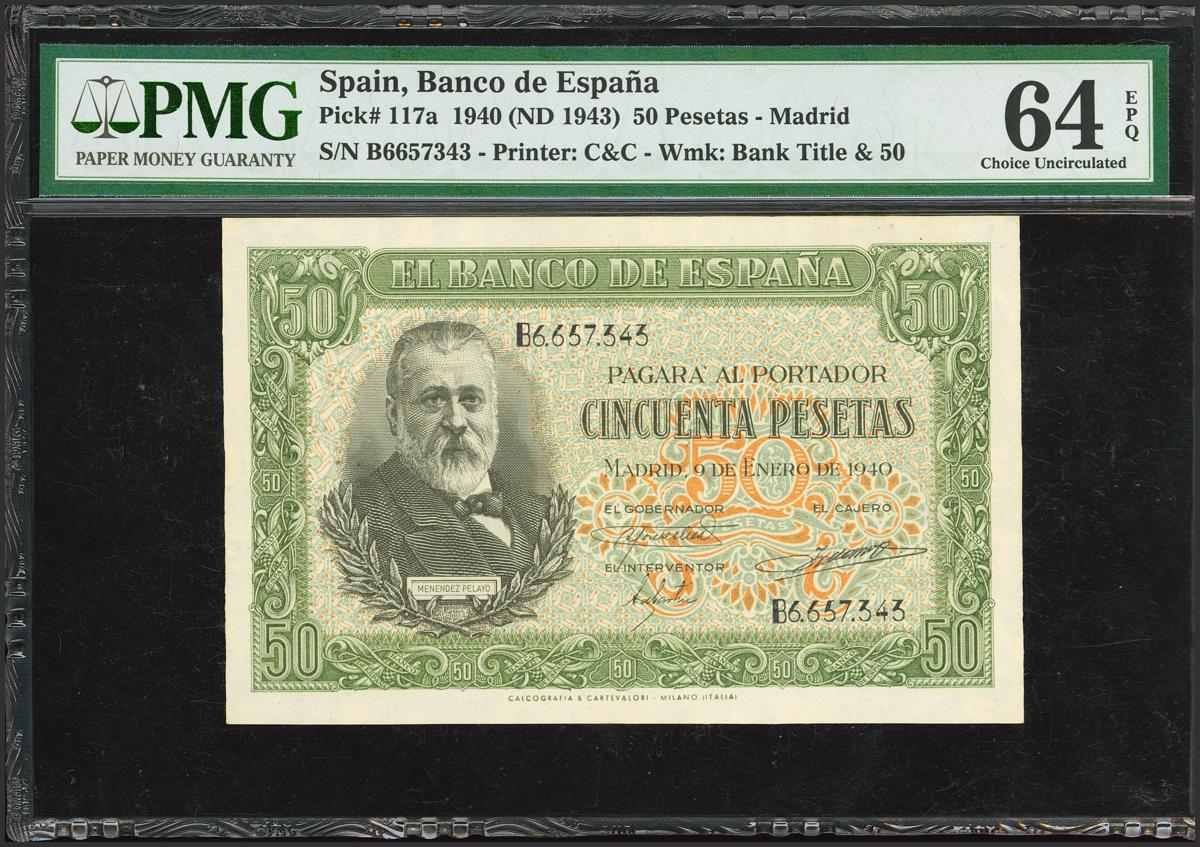 PMG
PAPER MONEY GUARANTY
Spain, Banco de España
Pick# 117a 1940 (ND 1943) 50 Pesetas - Madrid
S/N B6657343 - Printer: C&C - Wmk: Bank Title & 50
64 EPQ
Choice Uncirculated
50 EL BANCO DE ESPAÑA 50
B6.657.343
PAGARA' AL PORTADOR
CINCUENTA PESETAS
50
MADRID, 9 DE ENERO DE 1940
50 50
EL GOBERNADOR EL CAJERO
PESETAS
EL INTERVENTOR
MENENDEZ PELAYO
B6.657.343
50 50 50 50 50
CALCOGRAFIA & CARTEVALORI - MILANO (ITALIA)